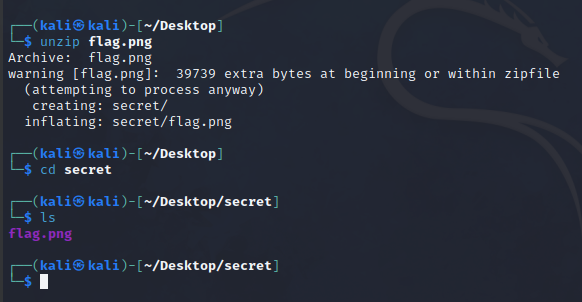 ┌──(kali㉿kali)-[~/Desktop]
└─$ unzip flag.png
Archive:  flag.png
warning [flag.png]:  39739 extra bytes at beginning or within zipfile
  (attempting to process anyway)
   creating: secret/
  inflating: secret/flag.png
┌──(kali㉿kali)-[~/Desktop]
└─$ cd secret
┌──(kali㉿kali)-[~/Desktop/secret]
└─$ ls
flag.png
┌──(kali㉿kali)-[~/Desktop/secret]
└─$